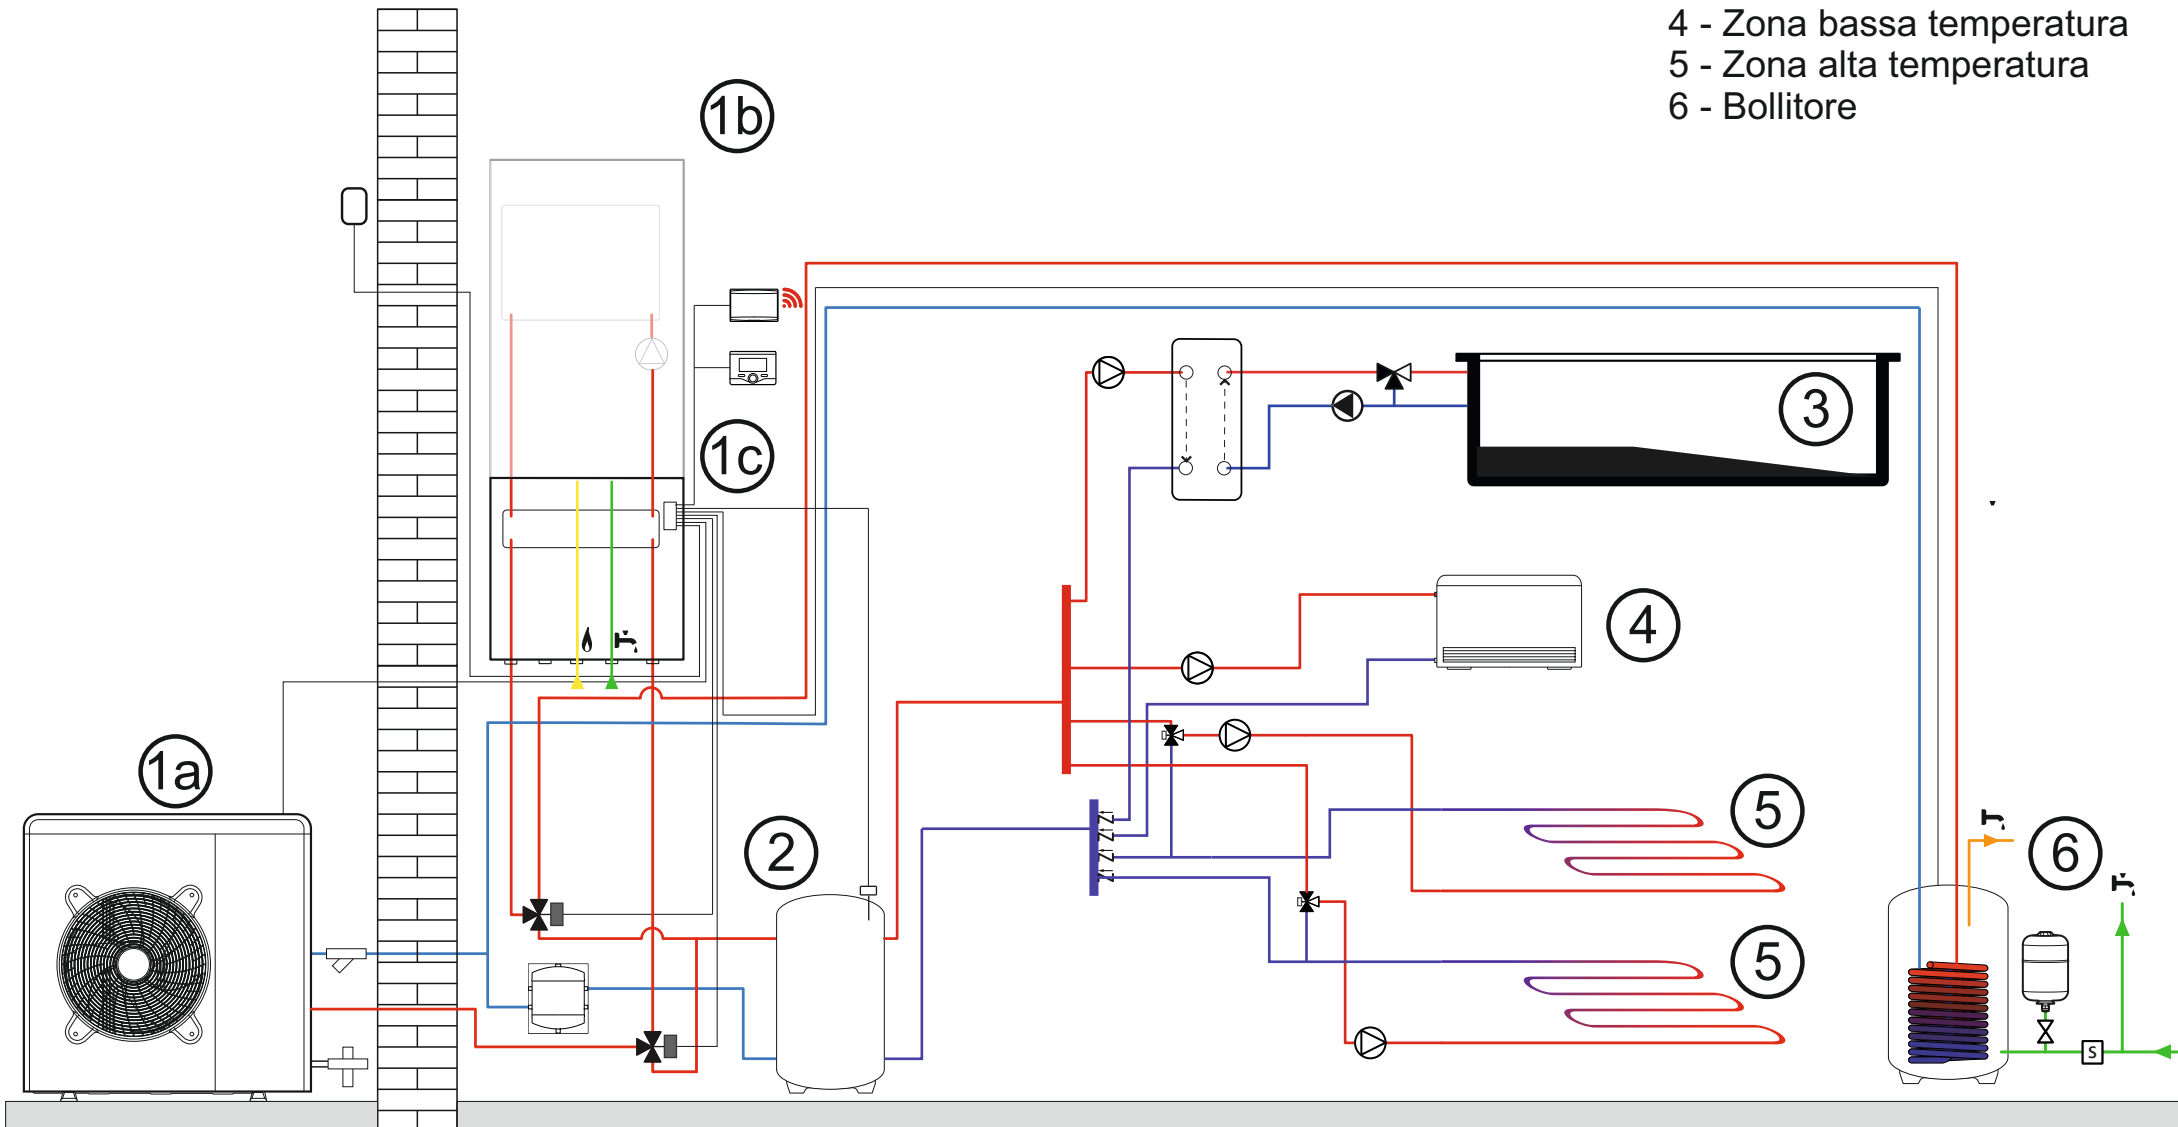 4 - Zona bassa temperatura
5 - Zona alta temperatura
6 - Bollitore
1b
1c
3
4
1a
2
5
6
5
S